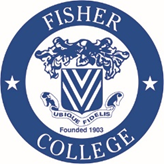 FISHER
UBIQUE FIDELIS
Founded 1903
COLLEGE